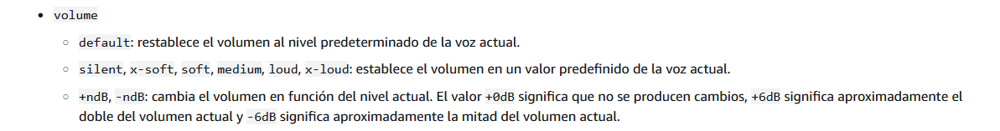 volume
default: restablece el volumen al nivel predeterminado de la voz actual.
silent, x-soft, soft, medium, loud, x-loud: establece el volumen en un valor predefinido de la voz actual.
+ndB, -ndB: cambia el volumen en función del nivel actual. El valor +0dB significa que no se producen cambios, +6dB significa aproximadamente el
doble del volumen actual y -6dB significa aproximadamente la mitad del volumen actual.